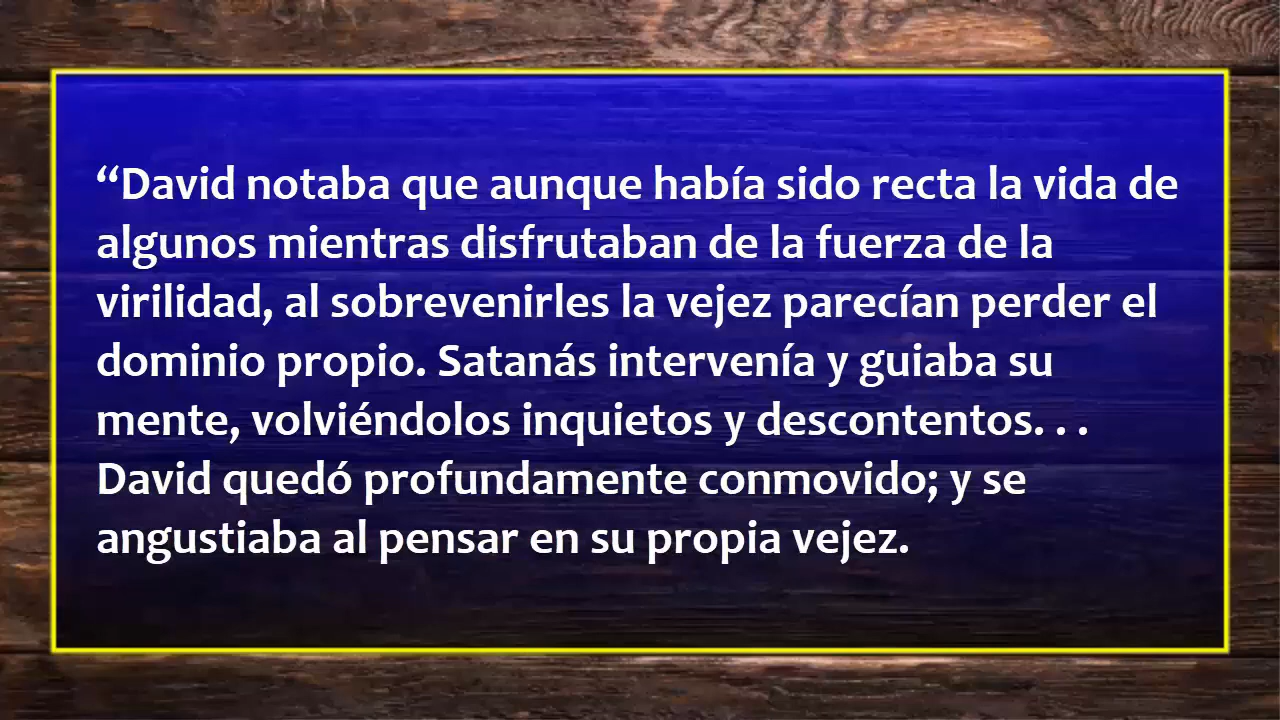 “David notaba que aunque había sido recta la vida de
algunos mientras disfrutaban de la fuerza de la
virilidad, al sobrevenirles la vejez parecían perder el
dominio propio. Satanás intervenía y guiaba su
mente, volviéndolos inquietos y descontentos. . .
David quedó profundamente conmovido; y se
angustiaba al pensar en su propia vejez.